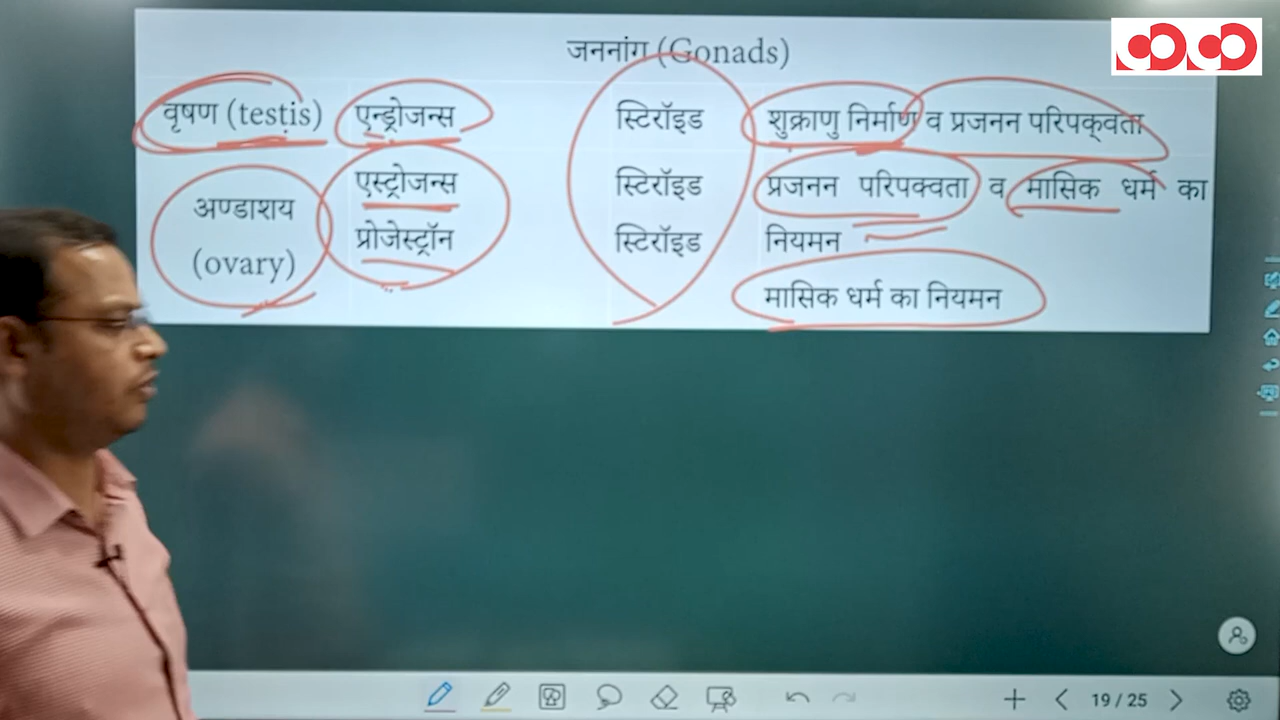 जननांग (Gonads)
वृषण (testis) एन्ड्रोजन्स स्टिरॉइड शुक्राणु निर्माण व प्रजनन परिपक्वता
एस्ट्रोजन्स स्टिरॉइड प्रजनन परिपक्वता व मासिक धर्म का
अण्डाशय
प्रोजेस्ट्रॉन स्टिरॉइड नियमन
(ovary)
मासिक धर्म का नियमन
19 / 25